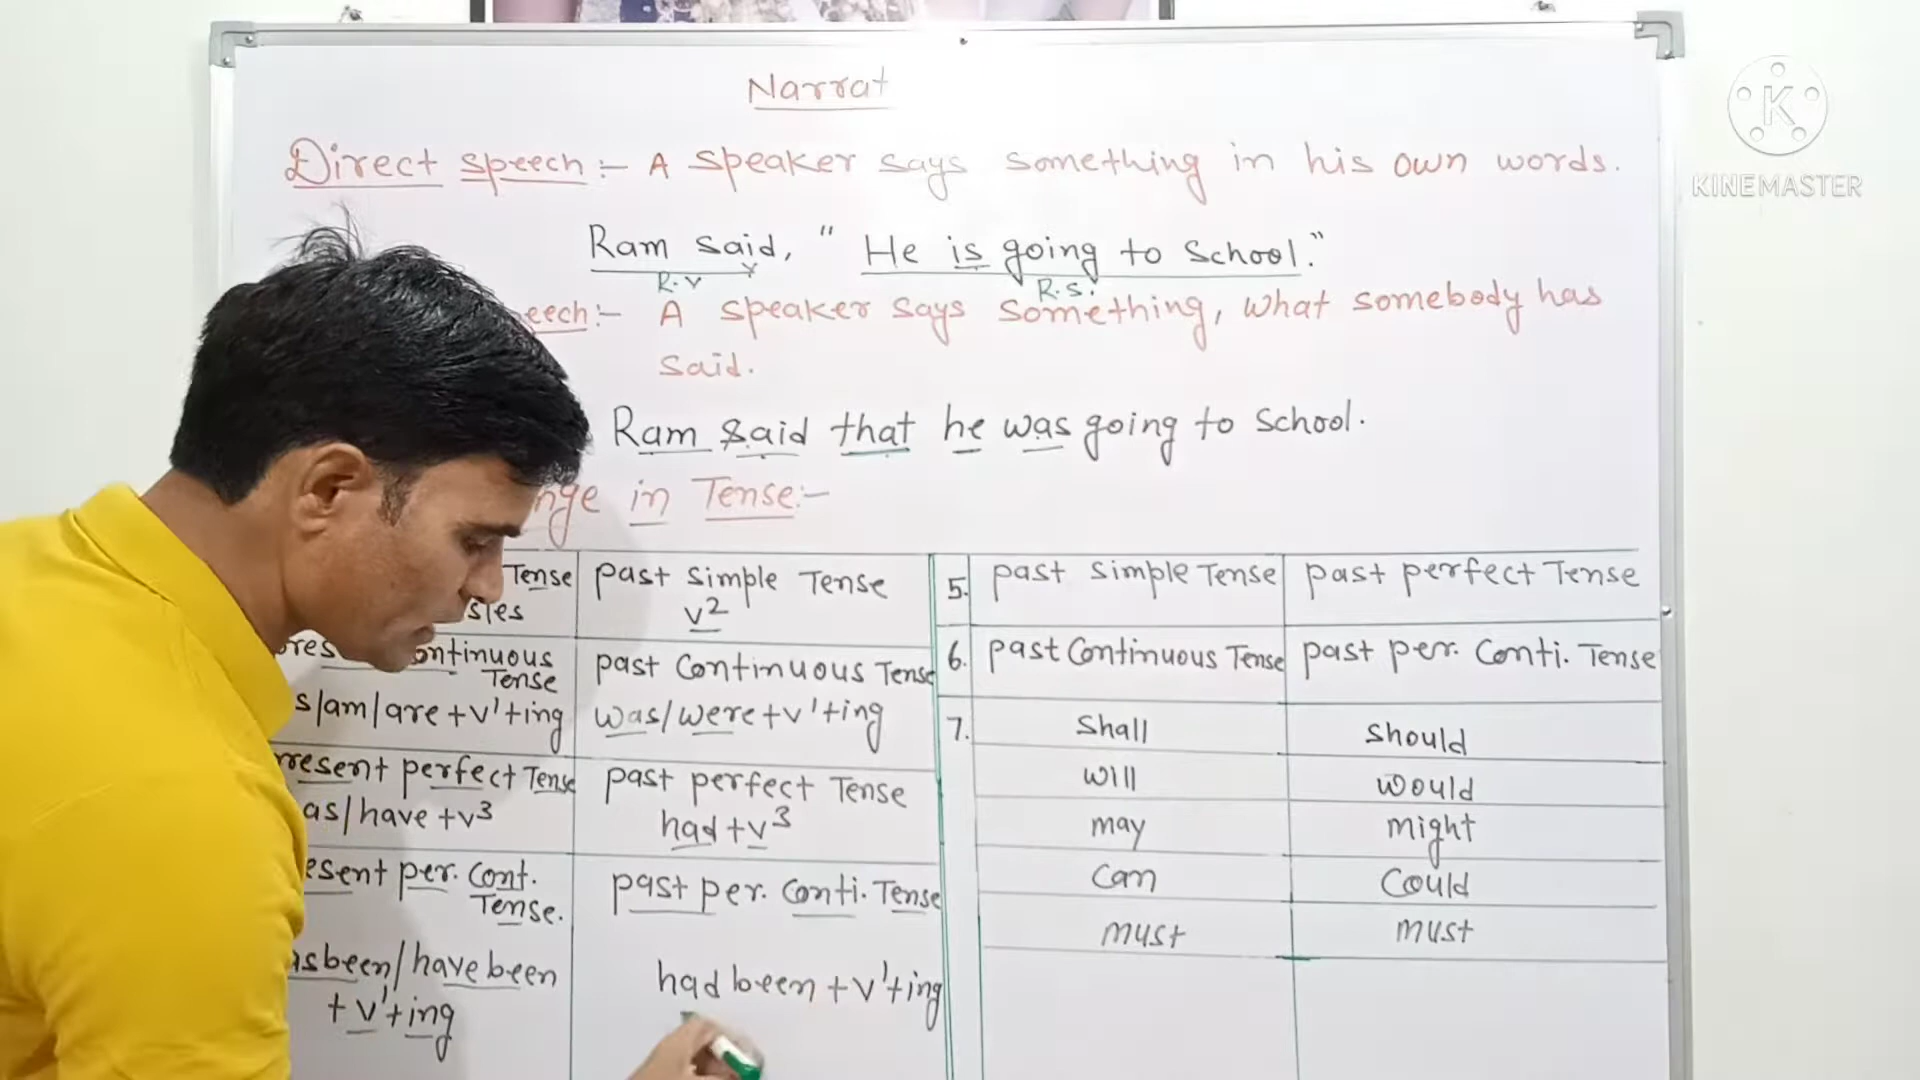 Narrat
Direct speech :- A speaker says something in his own words.
Ram said, " He is going to School."
R.V
R.S.
eech:- A speaker says something, what somebody has
said.
Ram said that he was going to School.
nge in Tense:-
Tense
past simple Tense
V2
ontinuous
Tense
s/am/are + V1+ing
past Continuous Tense
was/were + V1+ing
resent perfect Tense
as/have + V3
past perfect Tense
had + V3
esent per. Cont.
Tense.
been/have been
+ V1+ing
past per. Conti. Tense
had been + V1+ing
5. past simple Tense past perfect Tense
6. past Continuous Tense past per. Conti. Tense
7. Shall should
will would
may might
Can Could
must must
K
KINEMASTER